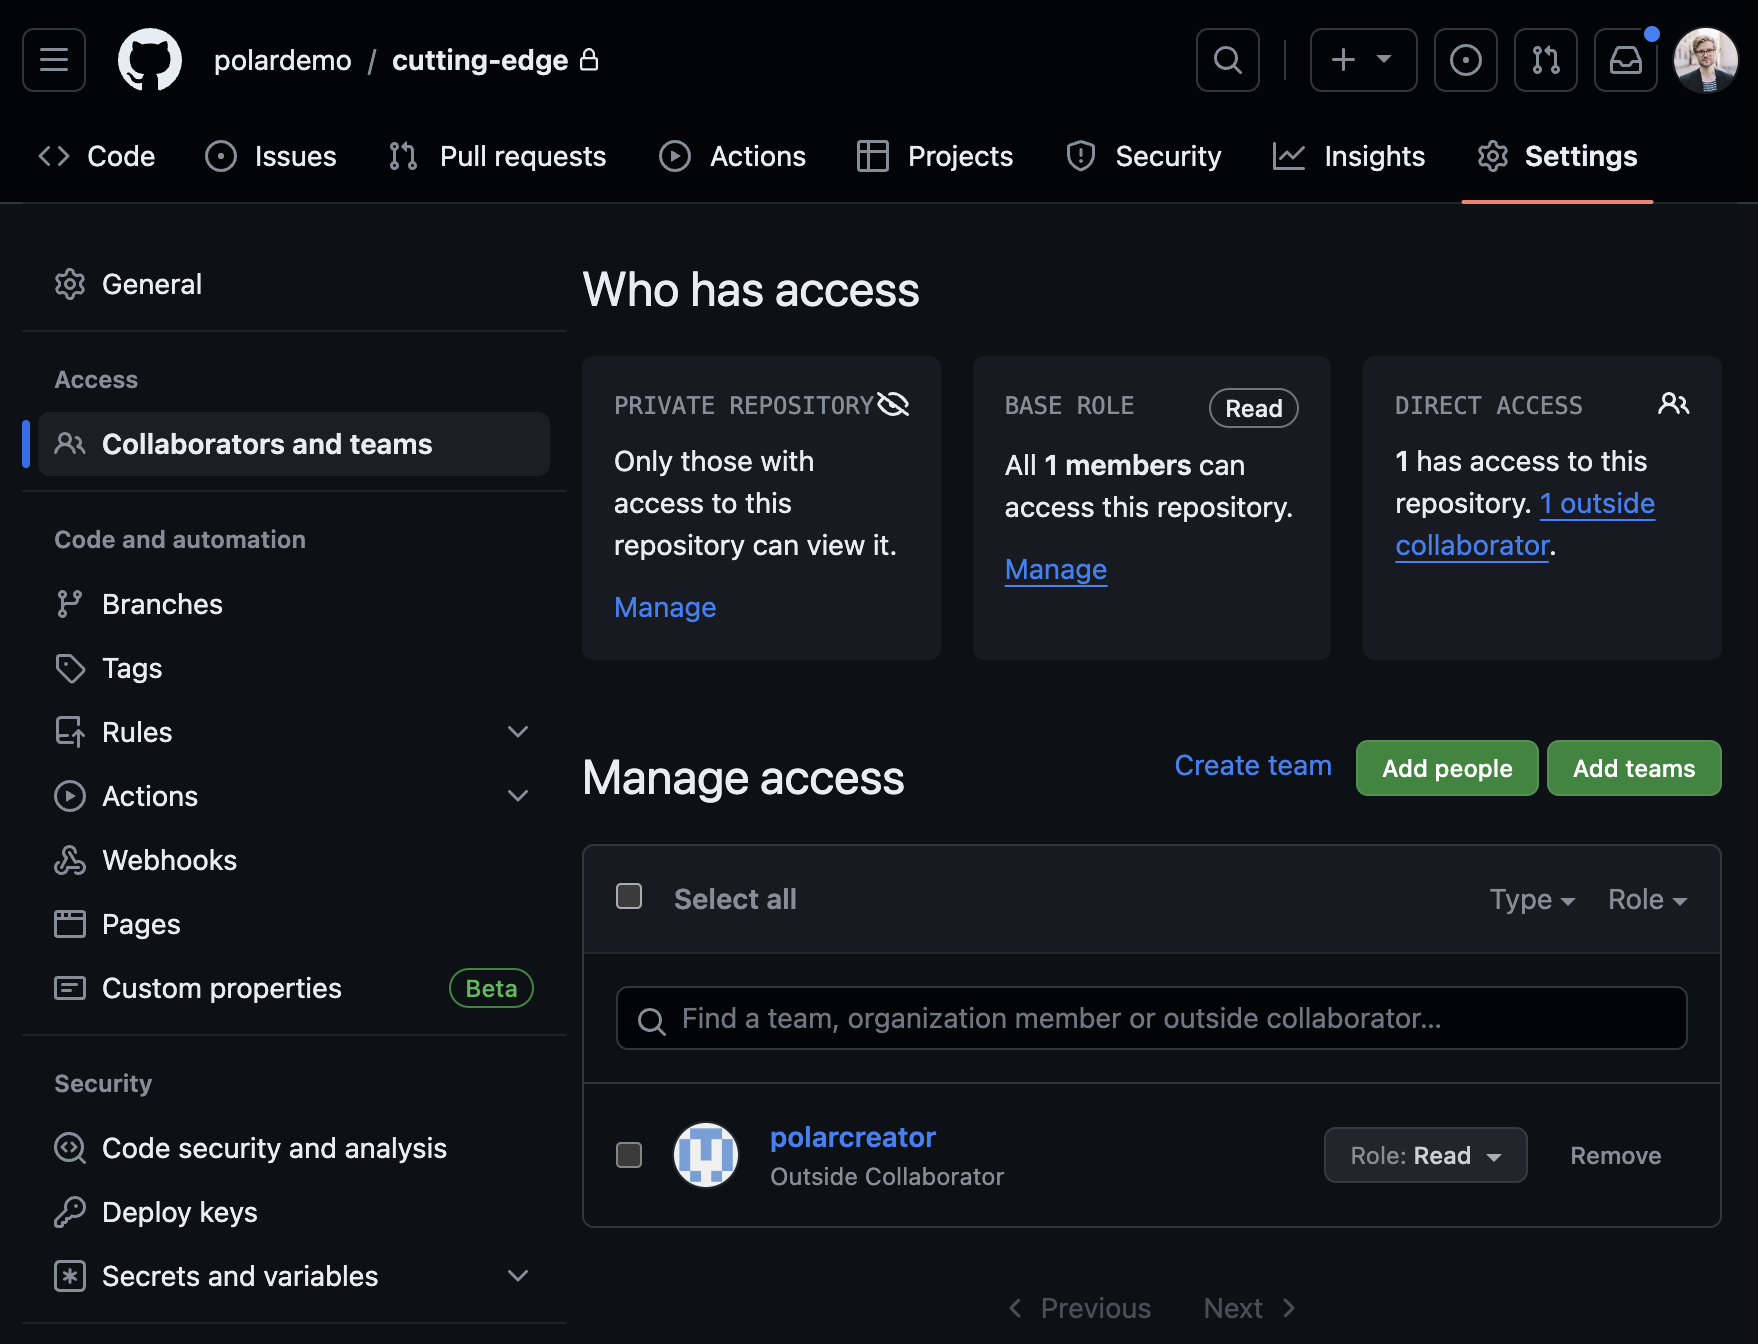 polardemo / cutting-edge
Code
Issues
Pull requests
Actions
Projects
Security
Insights
Settings
General
Access
Collaborators and teams
Code and automation
Branches
Tags
Rules
Actions
Webhooks
Pages
Custom properties
Beta
Security
Code security and analysis
Deploy keys
Secrets and variables
Who has access
PRIVATE REPOSITORY
Only those with
access to this
repository can view it.
Manage
BASE ROLE
Read
All 1 members can
access this repository.
Manage
DIRECT ACCESS
1 has access to this
repository. 1 outside
collaborator.
Manage access
Create team
Add people
Add teams
Select all
Type
Role
Find a team, organization member or outside collaborator...
polarcreator
Outside Collaborator
Role: Read
Remove
Previous
Next